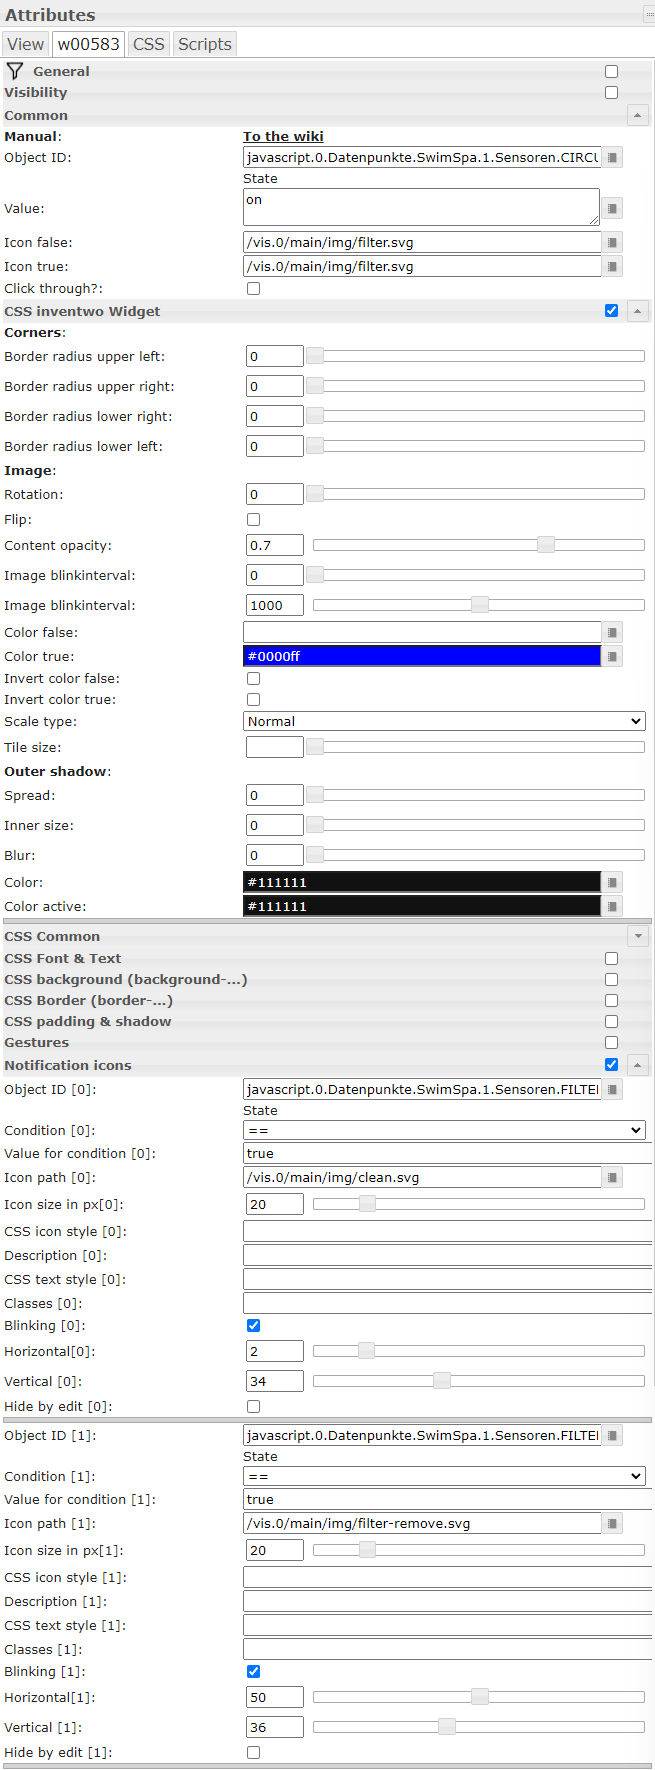 Attributes
View w00583 CSS Scripts
General
Visibility
Common
Manual: To the wiki
Object ID: javascript.0.Datenpunkte.SwimSpa.1.Sensoren.CIRCU
State
Value: on
Icon false: /vis.0/main/img/filter.svg
Icon true: /vis.0/main/img/filter.svg
Click through?:
CSS inventwo Widget
Corners:
Border radius upper left: 0
Border radius upper right: 0
Border radius lower right: 0
Border radius lower left: 0
Image:
Rotation: 0
Flip:
Content opacity: 0.7
Image blinkinterval: 0
Image blinkinterval: 1000
Color false:
Color true: #0000ff
Invert color false:
Invert color true:
Scale type: Normal
Tile size:
Outer shadow:
Spread: 0
Inner size: 0
Blur: 0
Color: #111111
Color active: #111111
CSS Common
CSS Font & Text
CSS background (background-...)
CSS Border (border-...)
CSS padding & shadow
Gestures
Notification icons
Object ID [0]: javascript.0.Datenpunkte.SwimSpa.1.Sensoren.FILTE
State
Condition [0]: ==
Value for condition [0]: true
Icon path [0]: /vis.0/main/img/clean.svg
Icon size in px[0]: 20
CSS icon style [0]:
Description [0]:
CSS text style [0]:
Classes [0]:
Blinking [0]:
Horizontal[0]: 2
Vertical [0]: 34
Hide by edit [0]:
Object ID [1]: javascript.0.Datenpunkte.SwimSpa.1.Sensoren.FILTE
State
Condition [1]: ==
Value for condition [1]: true
Icon path [1]: /vis.0/main/img/filter-remove.svg
Icon size in px[1]: 20
CSS icon style [1]:
Description [1]:
CSS text style [1]:
Classes [1]:
Blinking [1]:
Horizontal[1]: 50
Vertical [1]: 36
Hide by edit [1]: